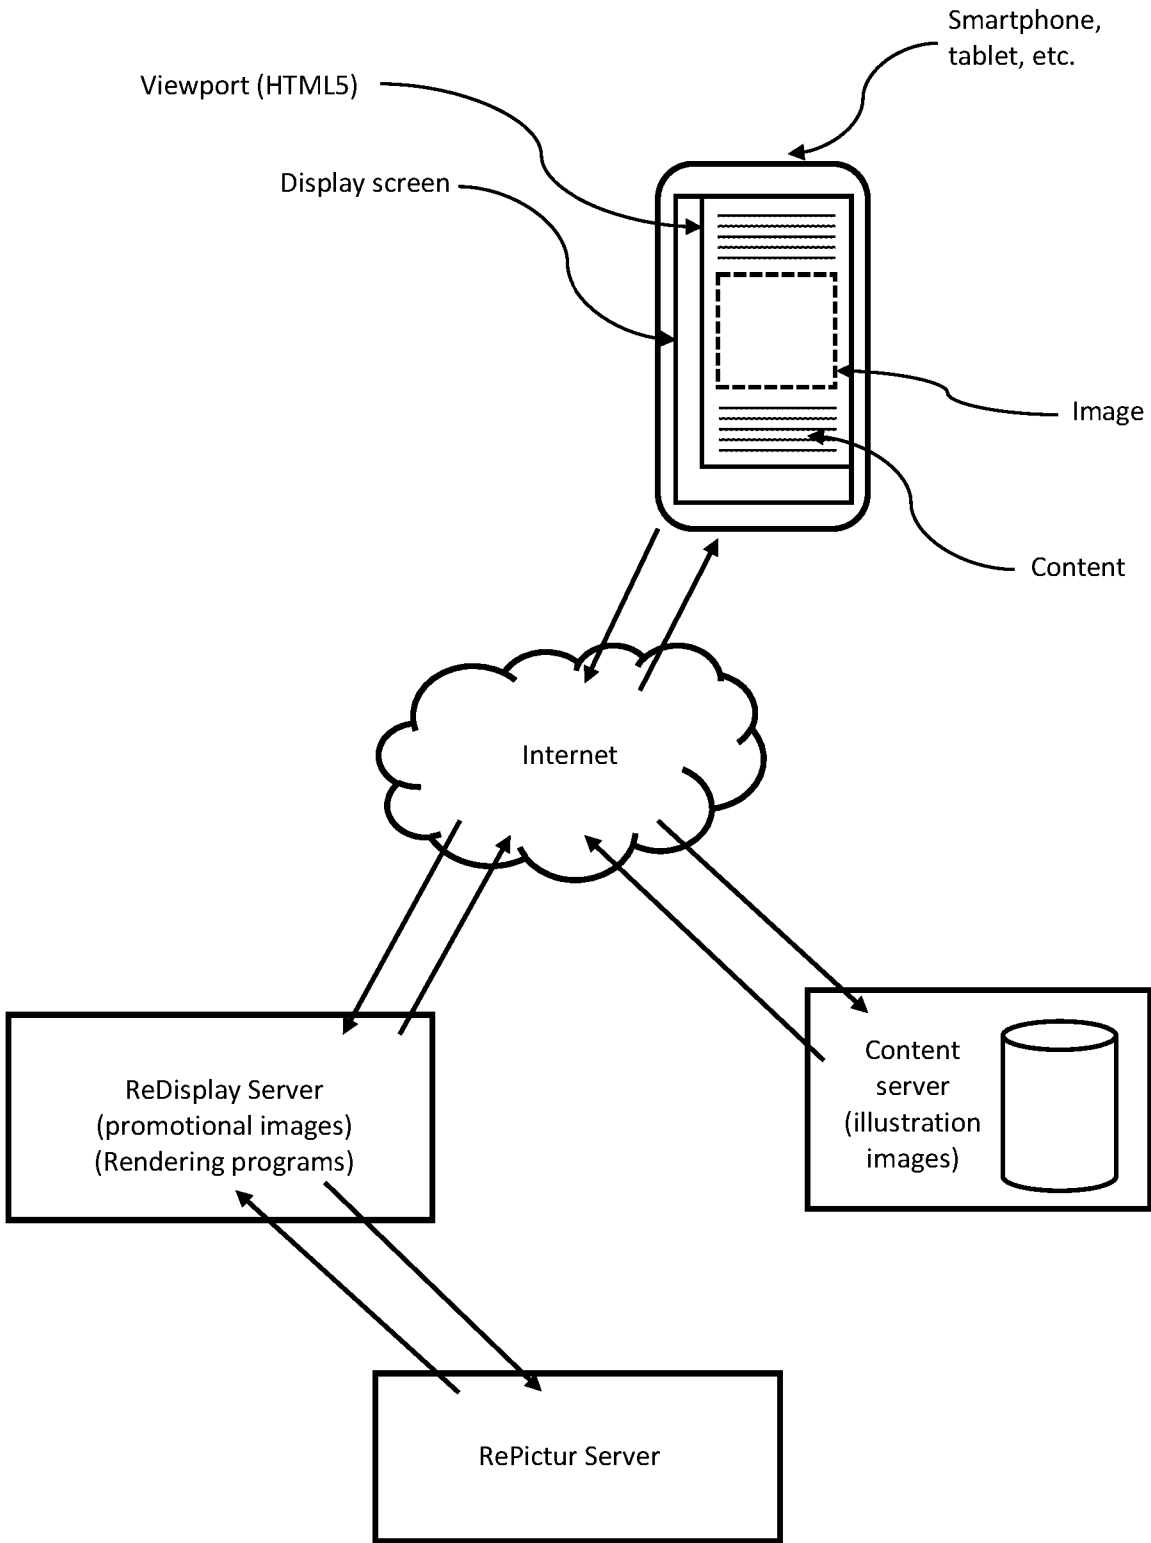 Smartphone,
tablet, etc.
Viewport (HTML5)
Display screen
Image
Content
Internet
ReDisplay Server
(promotional images)
(Rendering programs)
Content
server
(illustration
images)
RePictur Server